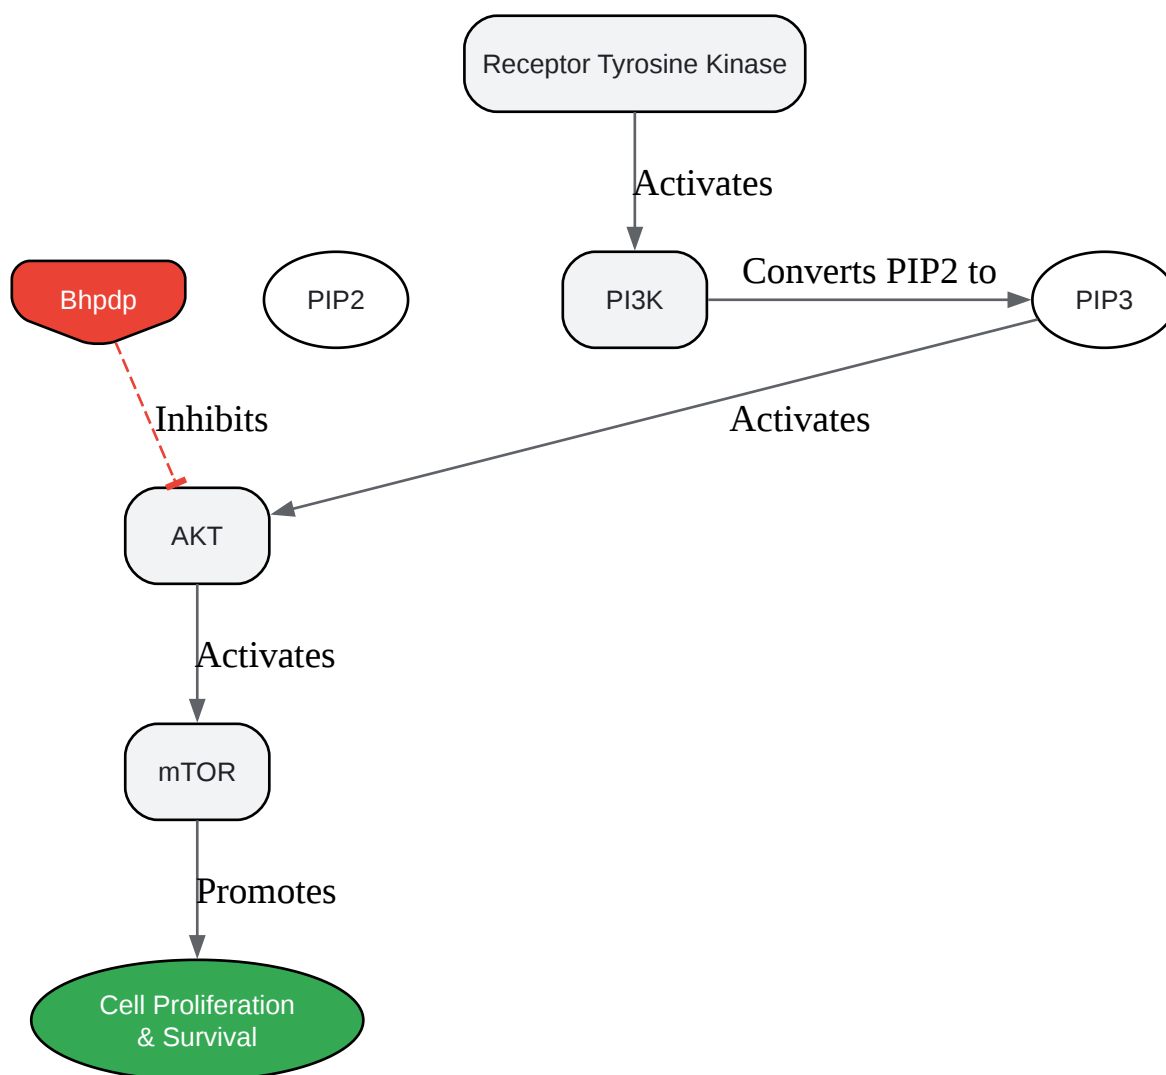 Receptor Tyrosine Kinase
Activates
Bhpdp
PIP2
PI3K
Converts PIP2 to
PIP3
Inhibits
Activates
AKT
Activates
mTOR
Promotes
Cell Proliferation
& Survival